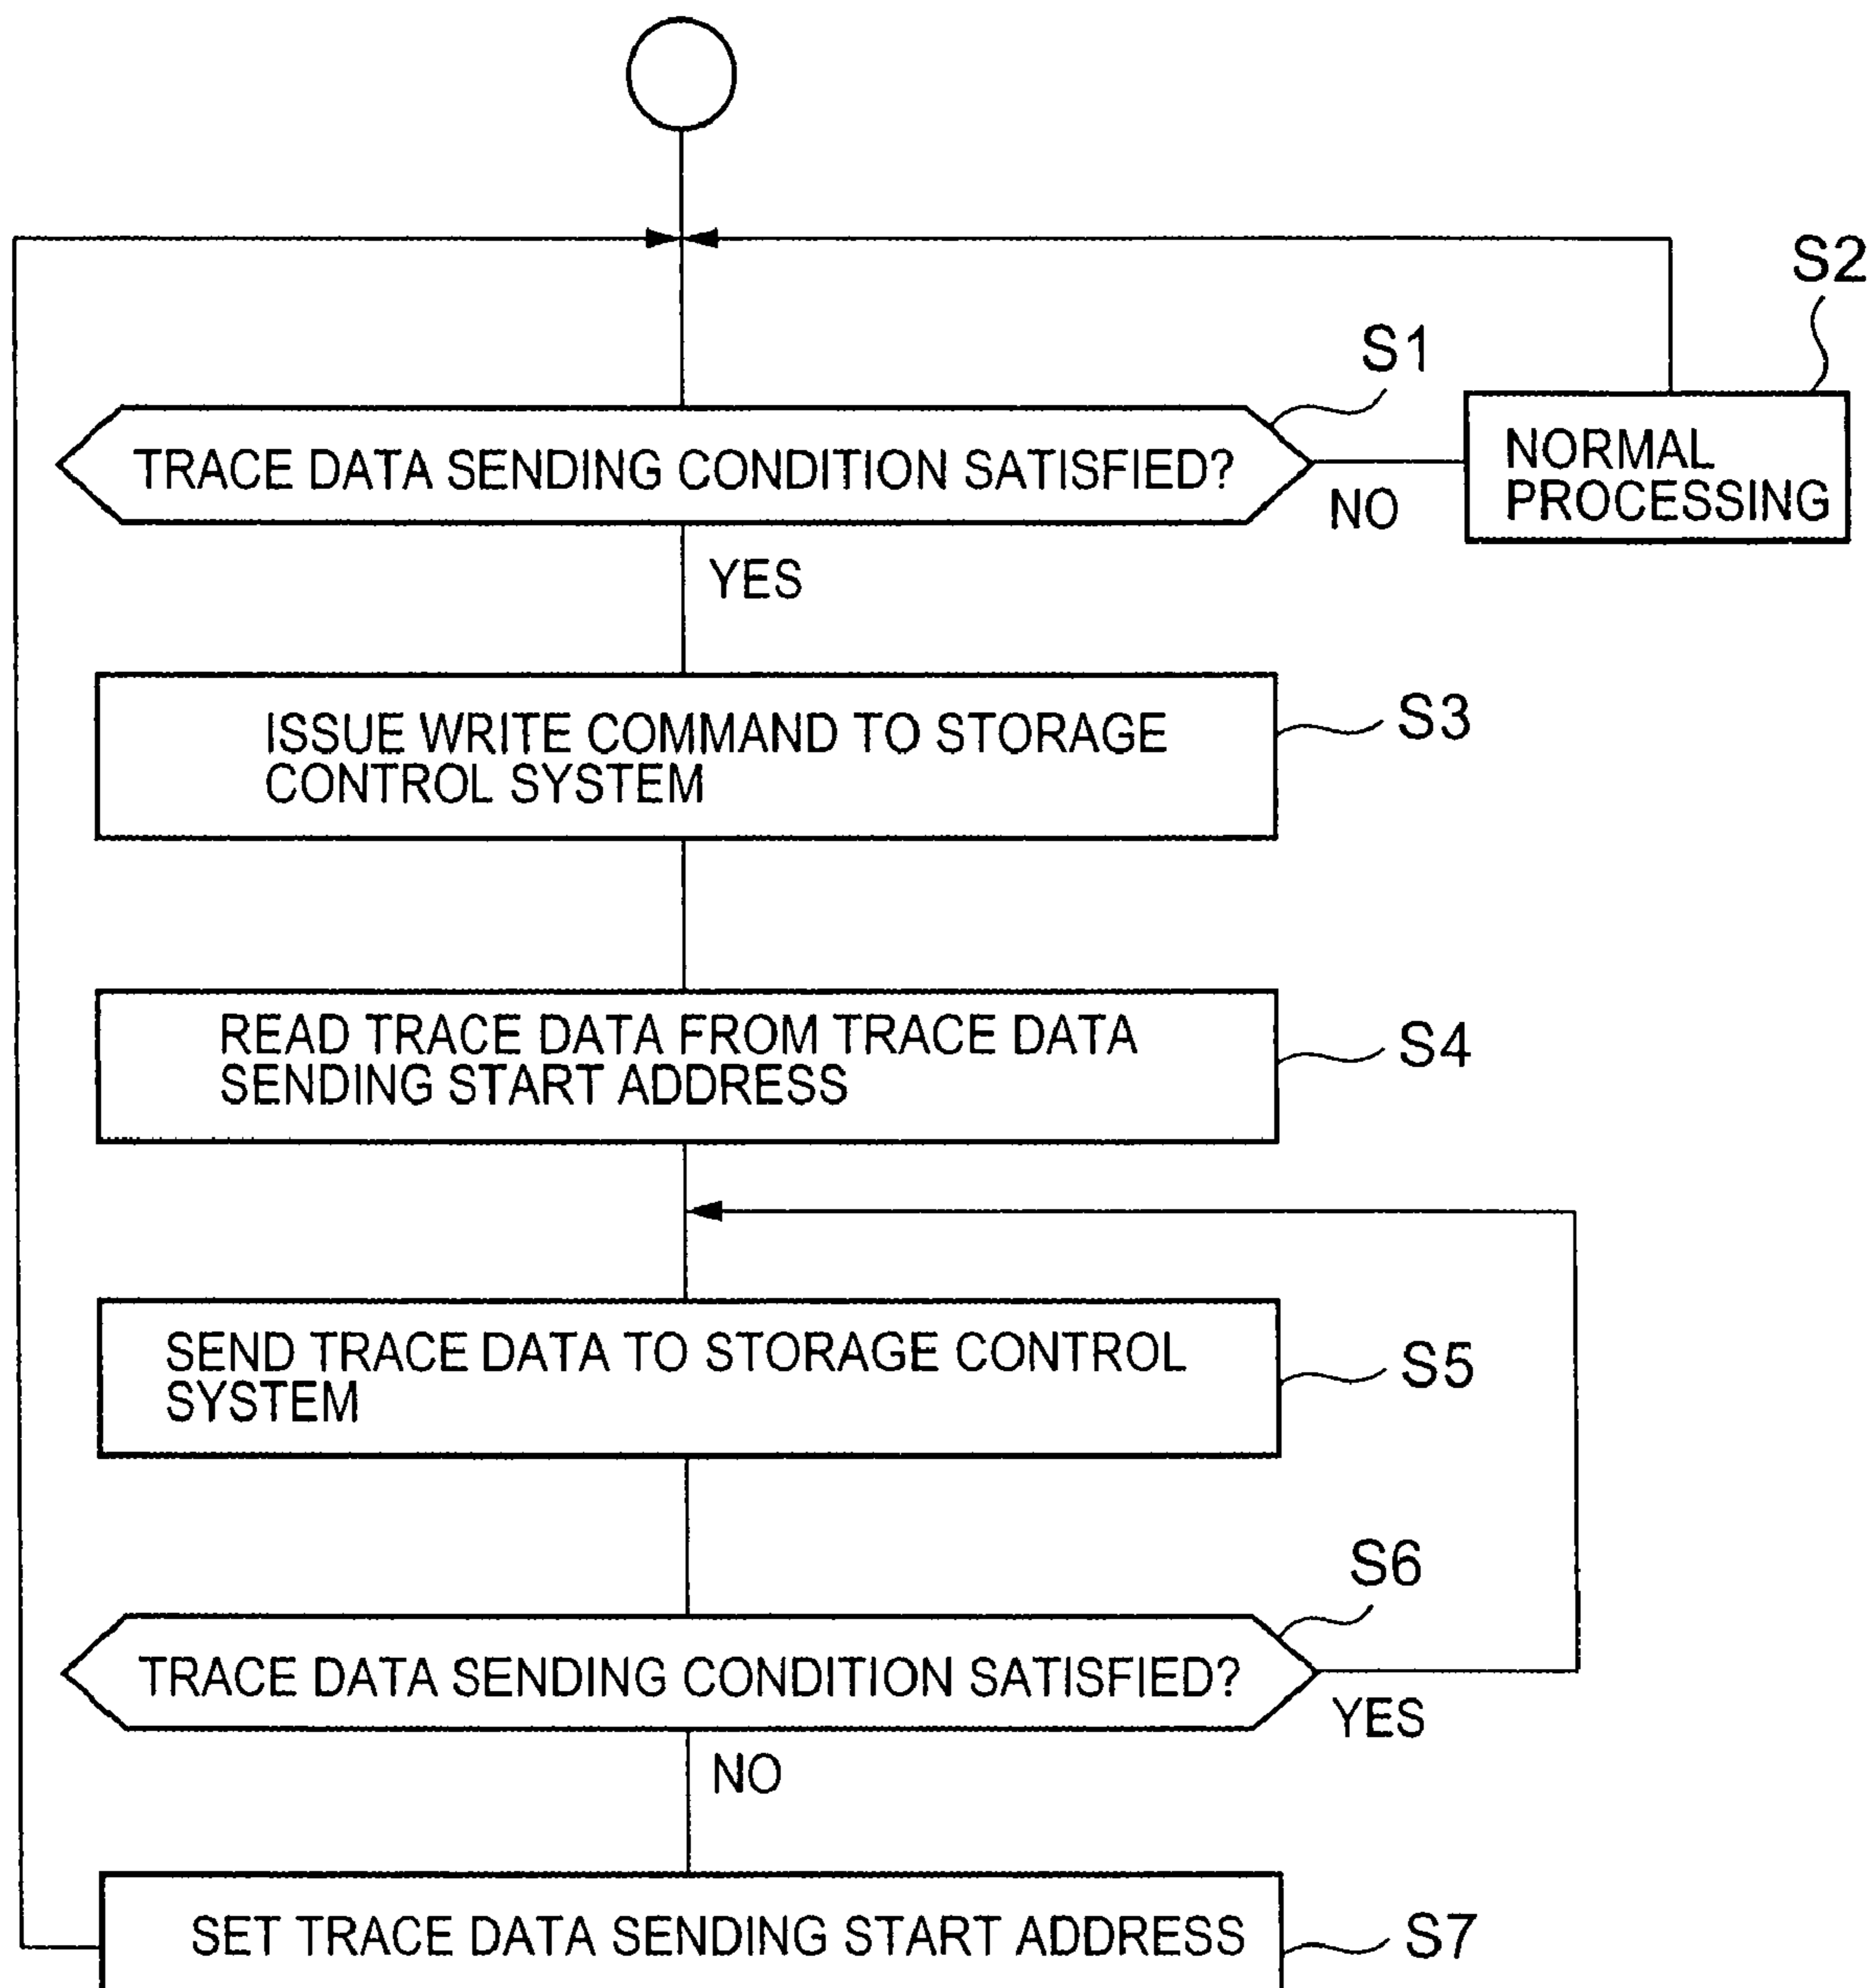 S2
S1
TRACE DATA SENDING CONDITION SATISFIED?
NO
NORMAL
PROCESSING
YES
ISSUE WRITE COMMAND TO STORAGE
CONTROL SYSTEM
S3
READ TRACE DATA FROM TRACE DATA
SENDING START ADDRESS
S4
SEND TRACE DATA TO STORAGE CONTROL
SYSTEM
S5
S6
TRACE DATA SENDING CONDITION SATISFIED?
YES
NO
SET TRACE DATA SENDING START ADDRESS
S7